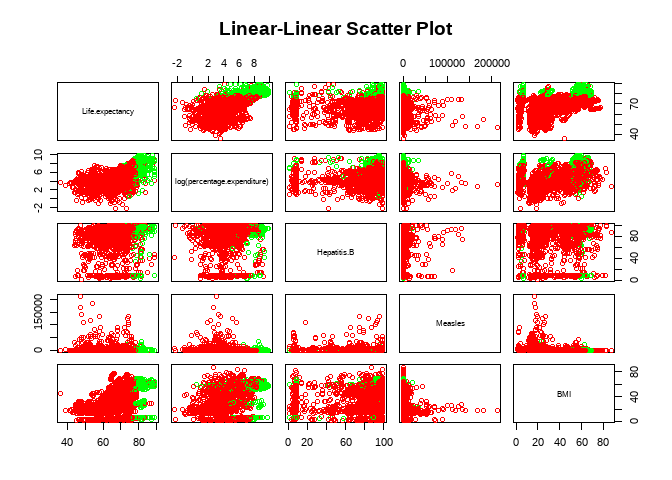 Linear-Linear Scatter Plot
-2 2 4 6 8 0 100000 200000
Life.expectancy
40 70
log(percentage.expenditure)
-2 2 6 10
Hepatitis.B
0 40 80
Measles
0 150000
BMI
0 40 80
40 60 80 0 20 60 100 0 20 40 60 80